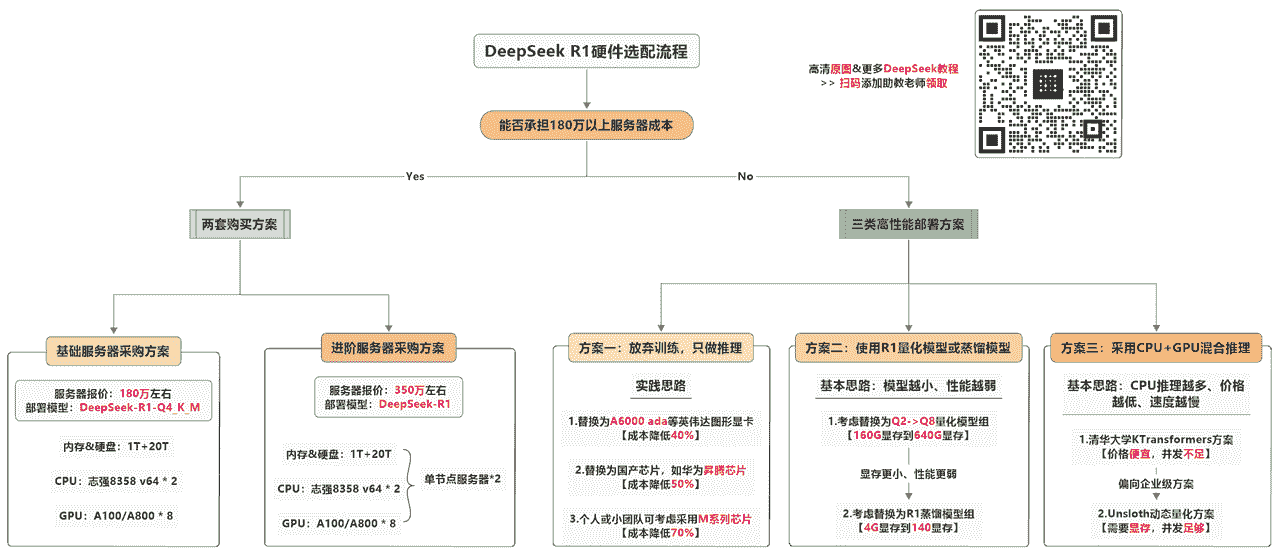 DeepSeek R1硬件选配流程
高清原图&更多DeepSeek教程
>> 扫码添加助教老师领取
能否承担180万以上服务器成本
Yes
No
两套购买方案
三类高性能部署方案
基础服务器采购方案
服务器报价：180万左右
部署模型：DeepSeek-R1-Q4_K_M
内存&硬盘：1T+20T
CPU：志强8358 v64 * 2
GPU：A100/A800 * 8
进阶服务器采购方案
服务器报价：350万左右
部署模型：DeepSeek-R1
内存&硬盘：1T+20T
CPU：志强8358 v64 * 2
GPU：A100/A800 * 8
单节点服务器*2
方案一：放弃训练，只做推理
实践思路
1.替换为A6000 ada等英伟达图形显卡
【成本降低40%】
2.替换为国产芯片，如华为昇腾芯片
【成本降低50%】
3.个人或小团队可考虑采用M系列芯片
【成本降低70%】
方案二：使用R1量化模型或蒸馏模型
基本思路：模型越小、性能越弱
1.考虑替换为Q2->Q8量化模型组
【160G显存到640G显存】
显存更小、性能更弱
2.考虑替换为R1蒸馏模型组
【4G显存到140显存】
方案三：采用CPU+GPU混合推理
基本思路：CPU推理越多、价格
越低、速度越慢
1.清华大学KTransformers方案
【价格便宜，并发不足】
偏向企业级方案
2.Unsloth动态量化方案
【需要显存，并发足够】